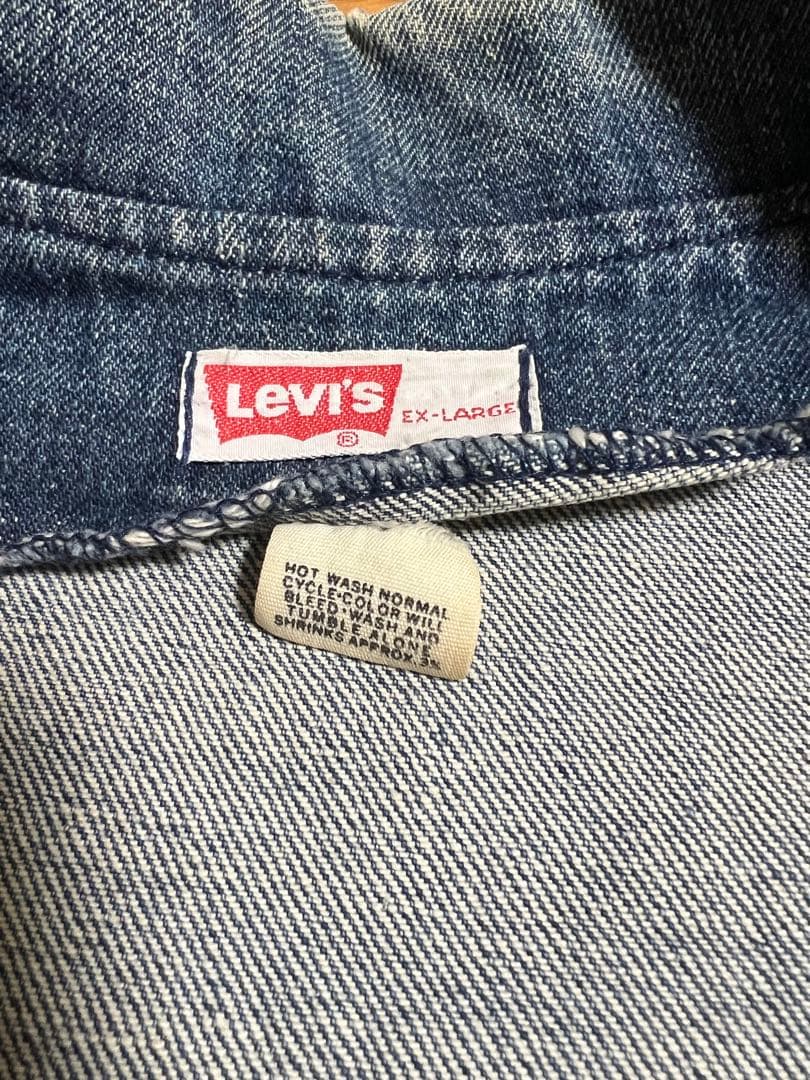 Levi's EX-LARGE
®
HOT WASH NORMAL
CYCLE•COLOR WILL
BLEED•WASH AND
TUMBLE ALONE
SHRINKS APPROX. 3%